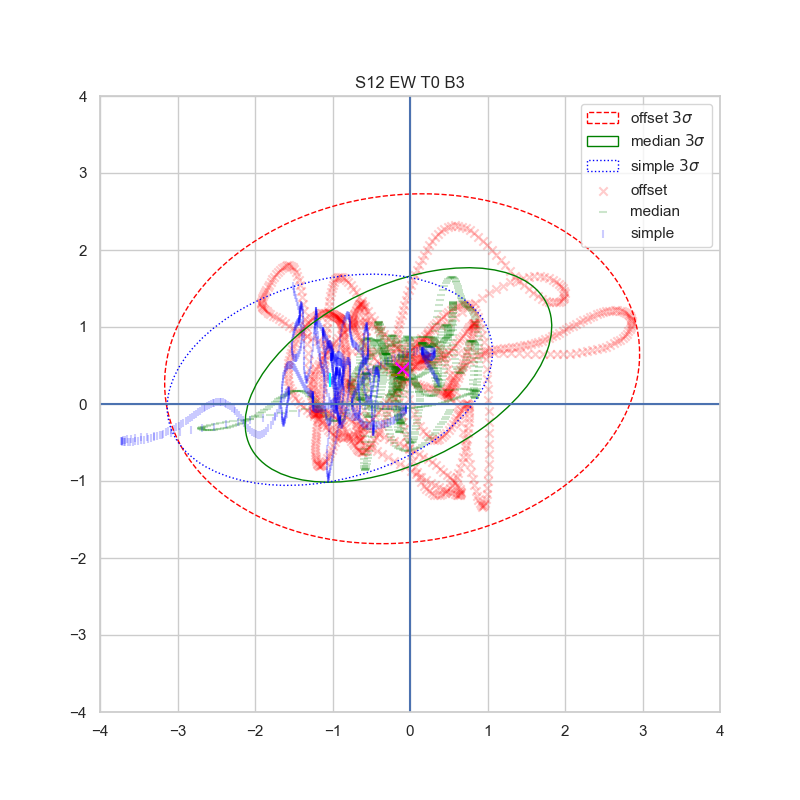 S12 EW T0 B3
offset 3σ
median 3σ
simple 3σ
offset
median
simple
4
3
2
1
0
−1
−2
−3
−4
−4 −3 −2 −1 0 1 2 3 4